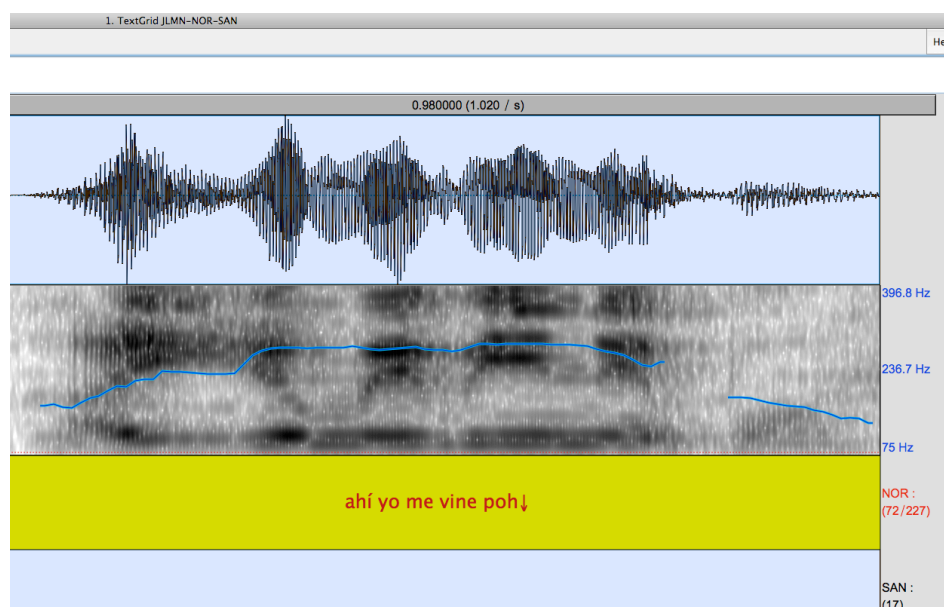 1. TextGrid JLMN-NOR-SAN
He
0.980000 (1.020 / s)
396.8 Hz
236.7 Hz
75 Hz
ahí yo me vine poh↓
NOR :
(72/227)
SAN :
(17)